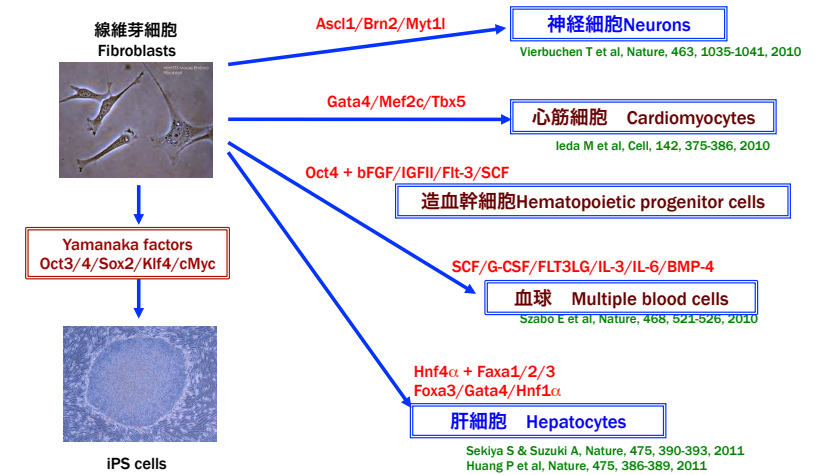 線維芽細胞
Fibroblasts
Yamanaka factors
Oct3/4/Sox2/Klf4/cMyc
iPS cells
Ascl1/Brn2/Myt1l
神経細胞Neurons
Vierbuchen T et al, Nature, 463, 1035-1041, 2010
Gata4/Mef2c/Tbx5
心筋細胞 Cardiomyocytes
Ieda M et al, Cell, 142, 375-386, 2010
Oct4 + bFGF/IGFII/Flt-3/SCF
造血幹細胞Hematopoietic progenitor cells
SCF/G-CSF/FLT3LG/IL-3/IL-6/BMP-4
血球 Multiple blood cells
Szabo E et al, Nature, 468, 521-526, 2010
Hnf4α + Faxa1/2/3
Foxa3/Gata4/Hnf1α
肝細胞 Hepatocytes
Sekiya S & Suzuki A, Nature, 475, 390-393, 2011
Huang P et al, Nature, 475, 386-389, 2011